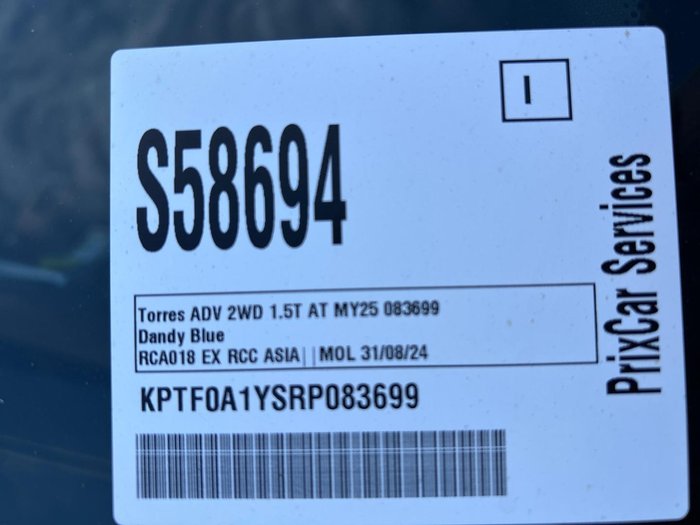 I
S58694
PrixCar Services
Torres ADV 2WD 1.5T AT MY25 083699
Dandy Blue
RCA018 EX RCC ASIA| |MOL 31/08/24
KPTF0A1YSRP083699